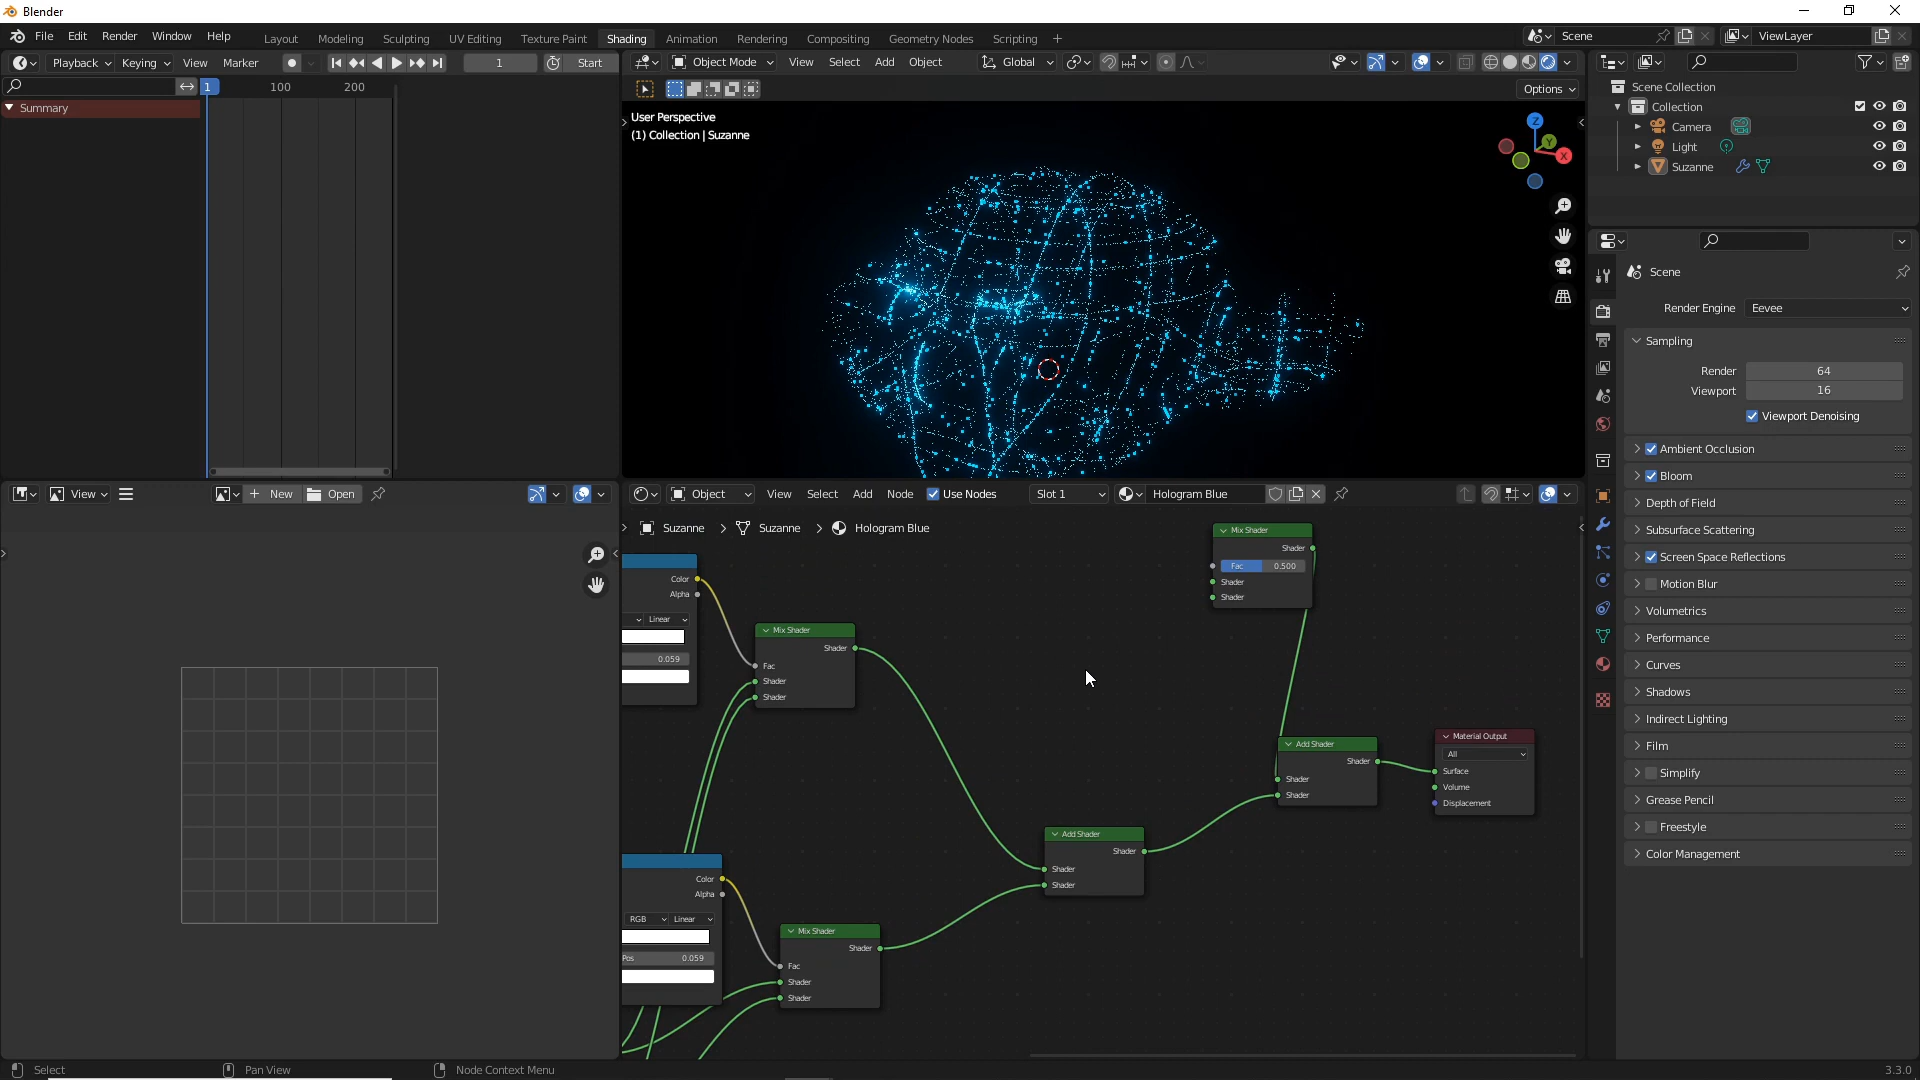 Blender
File Edit Render Window Help
Layout Modeling Sculpting UV Editing Texture Paint Shading Animation Rendering Compositing Geometry Nodes Scripting +
Scene
ViewLayer
Playback Keying View Marker
1
Start
Object Mode View Select Add Object
Global
1 100 200
Summary
Options
User Perspective
(1) Collection | Suzanne
Z
Y
X
Scene Collection
Collection
Camera
Light
Suzanne
Scene
Render Engine Eevee
Sampling
Render 64
Viewport 16
Viewport Denoising
Ambient Occlusion
Bloom
Depth of Field
Subsurface Scattering
Screen Space Reflections
Motion Blur
Volumetrics
Performance
Curves
Shadows
Indirect Lighting
Film
Simplify
Grease Pencil
Freestyle
Color Management
View
New
Open
Object View Select Add Node Use Nodes Slot 1 Hologram Blue
Suzanne > Suzanne > Hologram Blue
Mix Shader
Shader
Fac 0.500
Shader
Shader
Color
Alpha
Linear
0.059
Mix Shader
Shader
Fac
Shader
Shader
Add Shader
Shader
Shader
Shader
Material Output
All
Surface
Volume
Displacement
Add Shader
Shader
Shader
Shader
Color
Alpha
RGB Linear
Pos 0.059
Mix Shader
Shader
Fac
Shader
Shader
Select
Pan View
Node Context Menu
3.3.0